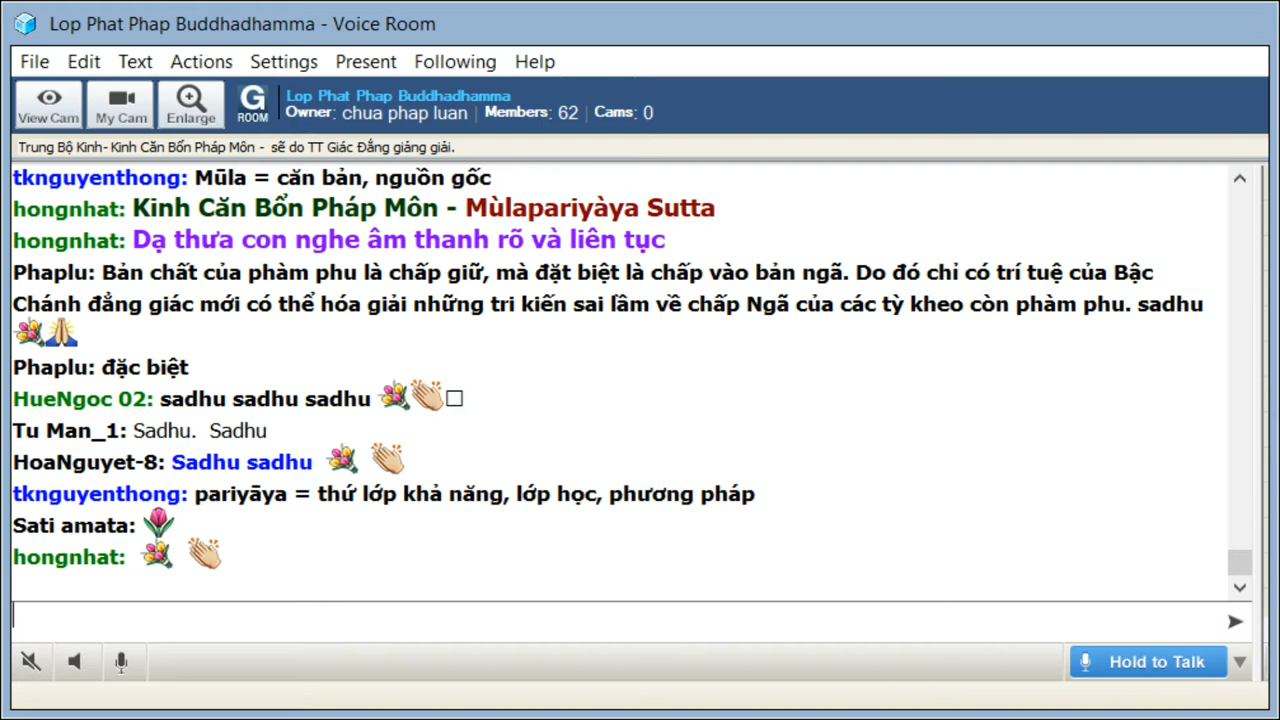 Lop Phat Phap Buddhadhamma - Voice Room
File Edit Text Actions Settings Present Following Help
View Cam My Cam Enlarge G ROOM Lop Phat Phap Buddhadhamma
Owner: chua phap luan | Members: 62 | Cams: 0
Trung Bộ Kinh- Kinh Căn Bổn Pháp Môn - sẽ do TT Giác Đẳng giảng giải.
tknguyenthong: Mūla = căn bản, nguồn gốc
hongnhat: Kinh Căn Bổn Pháp Môn - Mùlapariyàya Sutta
hongnhat: Dạ thưa con nghe âm thanh rõ và liên tục
Phaplu: Bản chất của phàm phu là chấp giữ, mà đặt biệt là chấp vào bản ngã. Do đó chỉ có trí tuệ của Bậc
Chánh đẳng giác mới có thể hóa giải những tri kiến sai lầm về chấp Ngã của các tỳ kheo còn phàm phu. sadhu
Phaplu: đặc biệt
HueNgoc 02: sadhu sadhu sadhu
Tu Man_1: Sadhu. Sadhu
HoaNguyet-8: Sadhu sadhu
tknguyenthong: pariyāya = thứ lớp khả năng, lớp học, phương pháp
Sati amata:
hongnhat:
Hold to Talk